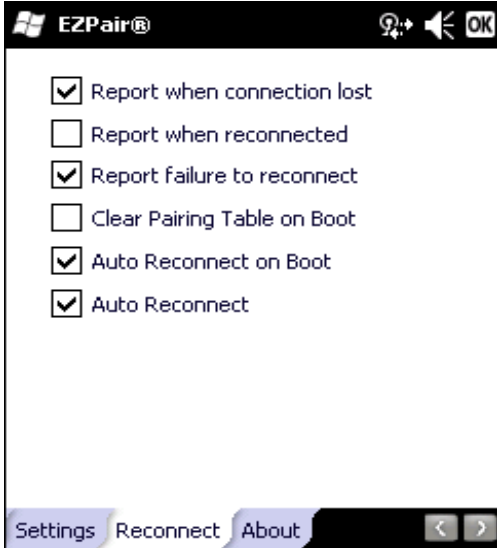 EZPair® OK
Report when connection lost
Report when reconnected
Report failure to reconnect
Clear Pairing Table on Boot
Auto Reconnect on Boot
Auto Reconnect
Settings Reconnect About